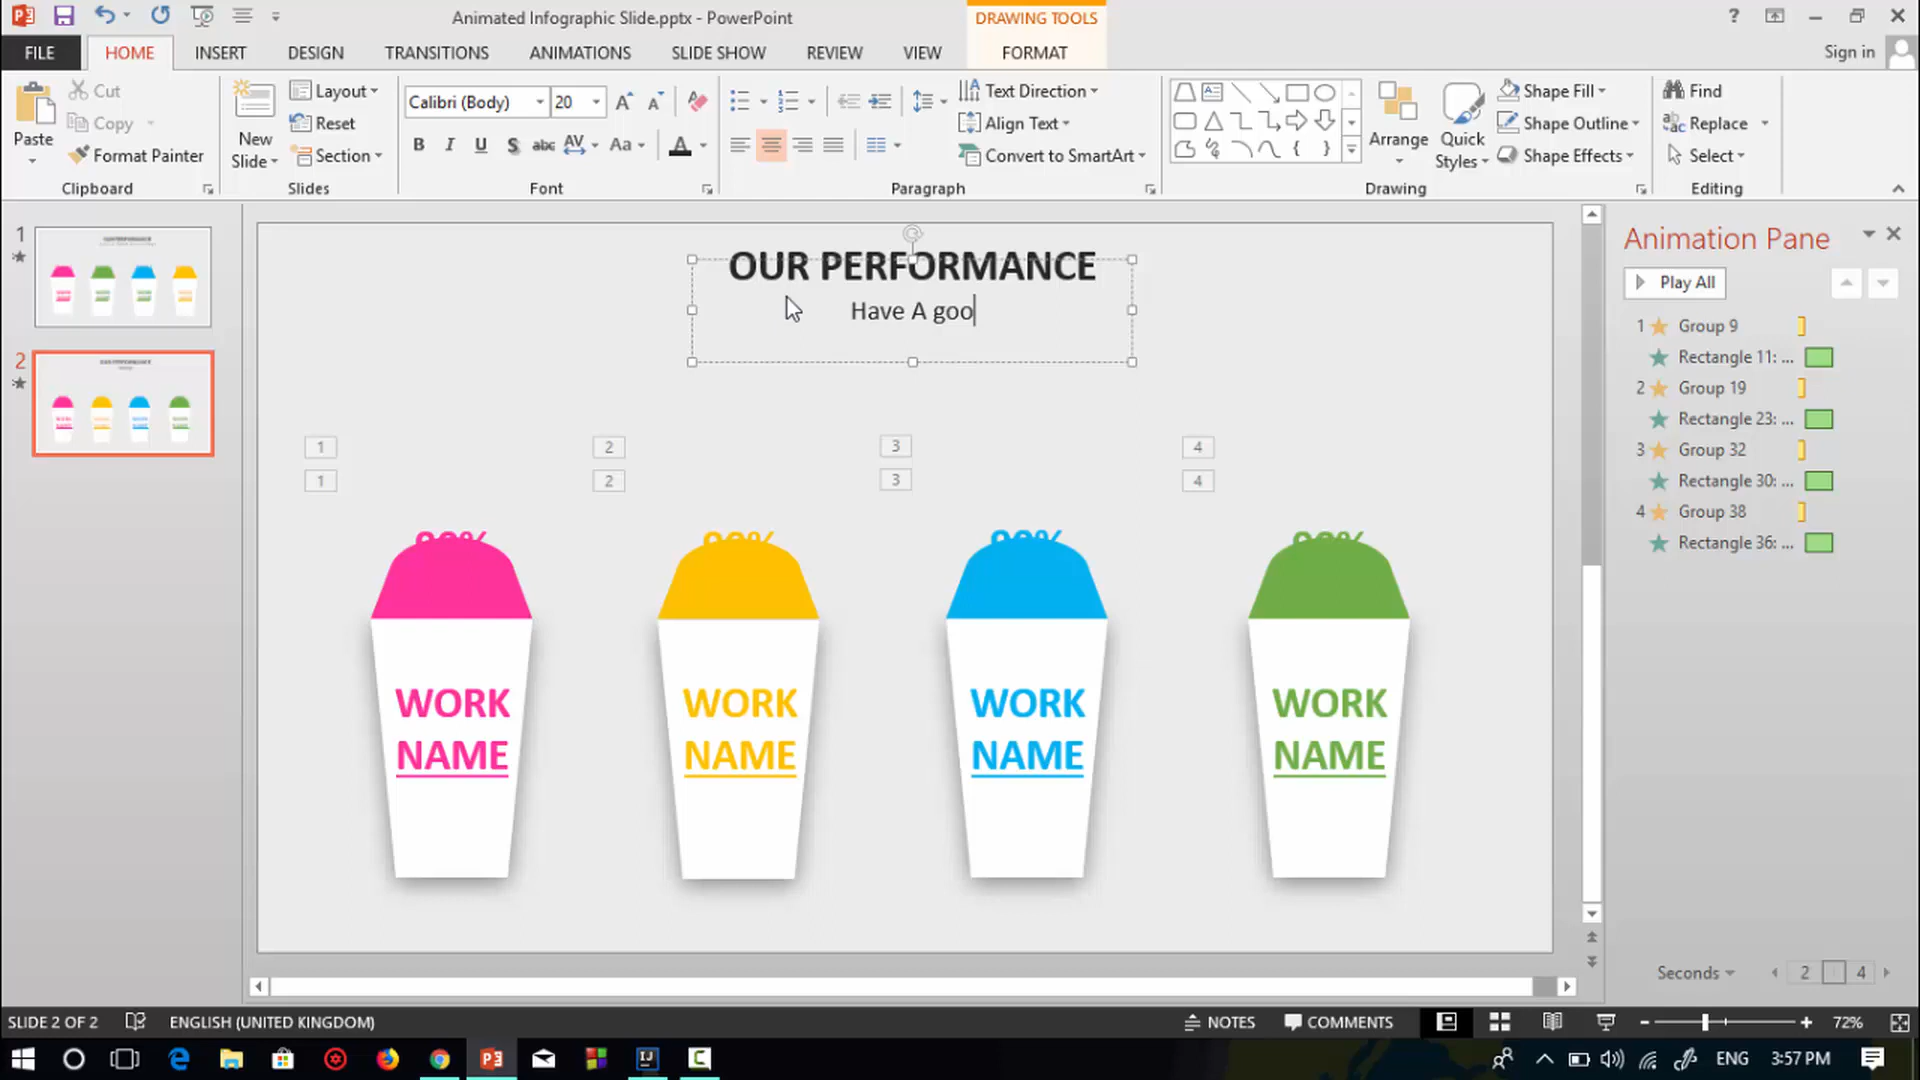 Animated Infographic Slide.pptx - PowerPoint
DRAWING TOOLS
?
FILE HOME INSERT DESIGN TRANSITIONS ANIMATIONS SLIDE SHOW REVIEW VIEW FORMAT
Sign in
Paste
Cut
Copy
Format Painter
Clipboard
New
Slide
Layout
Reset
Section
Slides
Calibri (Body) 20
B I U S abc AV Aa A
Font
Text Direction
Align Text
Convert to SmartArt
Paragraph
Arrange
Quick
Styles
Shape Fill
Shape Outline
Shape Effects
Drawing
Find
Replace
Select
Editing
1
2
OUR PERFORMANCE
Have A goo
1 2 3 4
1 2 3 4
WORK
NAME
WORK
NAME
WORK
NAME
WORK
NAME
Animation Pane
Play All
1 Group 9
Rectangle 11: ...
2 Group 19
Rectangle 23: ...
3 Group 32
Rectangle 30: ...
4 Group 38
Rectangle 36: ...
Seconds 2 4
SLIDE 2 OF 2 ENGLISH (UNITED KINGDOM) NOTES COMMENTS 72%
ENG 3:57 PM